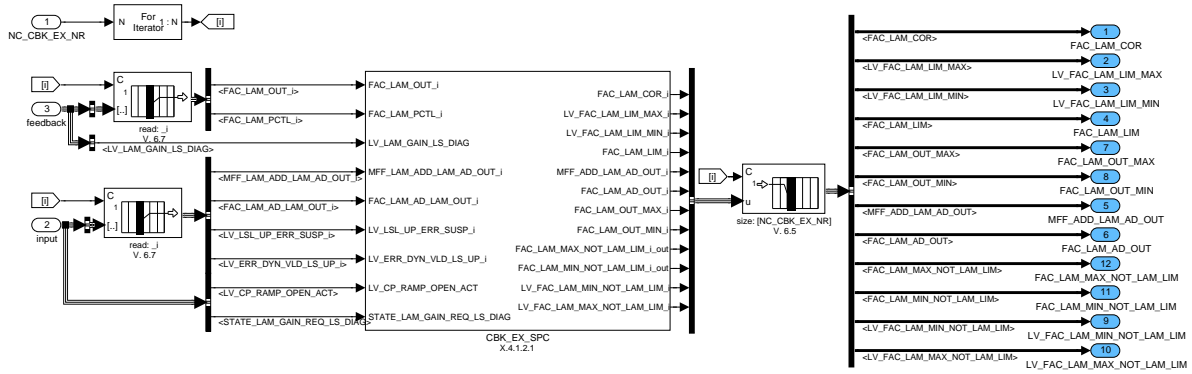 1
NC_CBK_EX_NR
N
For
Iterator
1 : N
[i]
[i]
3
feedback
C
1
[..]
read: _i
V. 6.7
<FAC_LAM_OUT_i>
<FAC_LAM_PCTL_i>
<LV_LAM_GAIN_LS_DIAG>
[i]
2
input
C
1
[..]
read: _i
V. 6.7
<MFF_LAM_ADD_LAM_AD_OUT_i>
<FAC_LAM_AD_LAM_OUT_i>
<LV_LSL_UP_ERR_SUSP_i>
<LV_ERR_DYN_VLD_LS_UP_i>
<LV_CP_RAMP_OPEN_ACT>
<STATE_LAM_GAIN_REQ_LS_DIAG>
FAC_LAM_OUT_i
FAC_LAM_PCTL_i
LV_LAM_GAIN_LS_DIAG
MFF_LAM_ADD_LAM_AD_OUT_i
FAC_LAM_AD_LAM_OUT_i
LV_LSL_UP_ERR_SUSP_i
LV_ERR_DYN_VLD_LS_UP_i
LV_CP_RAMP_OPEN_ACT
STATE_LAM_GAIN_REQ_LS_DIAG
FAC_LAM_COR_i
LV_FAC_LAM_LIM_MAX_i
LV_FAC_LAM_LIM_MIN_i
FAC_LAM_LIM_i
MFF_ADD_LAM_AD_OUT_i
FAC_LAM_AD_OUT_i
FAC_LAM_OUT_MAX_i
FAC_LAM_OUT_MIN_i
FAC_LAM_MAX_NOT_LAM_LIM_i_out
FAC_LAM_MIN_NOT_LAM_LIM_i_out
LV_FAC_LAM_MIN_NOT_LAM_LIM_i
LV_FAC_LAM_MAX_NOT_LAM_LIM_i
CBK_EX_SPC
X.4.1.2.1
[i]
C
1
u
size: [NC_CBK_EX_NR]
V. 6.5
<FAC_LAM_COR>
1
FAC_LAM_COR
<LV_FAC_LAM_LIM_MAX>
2
LV_FAC_LAM_LIM_MAX
<LV_FAC_LAM_LIM_MIN>
3
LV_FAC_LAM_LIM_MIN
<FAC_LAM_LIM>
4
FAC_LAM_LIM
<FAC_LAM_OUT_MAX>
7
FAC_LAM_OUT_MAX
<FAC_LAM_OUT_MIN>
8
FAC_LAM_OUT_MIN
<MFF_ADD_LAM_AD_OUT>
5
MFF_ADD_LAM_AD_OUT
<FAC_LAM_AD_OUT>
6
FAC_LAM_AD_OUT
<FAC_LAM_MAX_NOT_LAM_LIM>
12
FAC_LAM_MAX_NOT_LAM_LIM
<FAC_LAM_MIN_NOT_LAM_LIM>
11
FAC_LAM_MIN_NOT_LAM_LIM
<LV_FAC_LAM_MIN_NOT_LAM_LIM>
9
LV_FAC_LAM_MIN_NOT_LAM_LIM
<LV_FAC_LAM_MAX_NOT_LAM_LIM>
10
LV_FAC_LAM_MAX_NOT_LAM_LIM